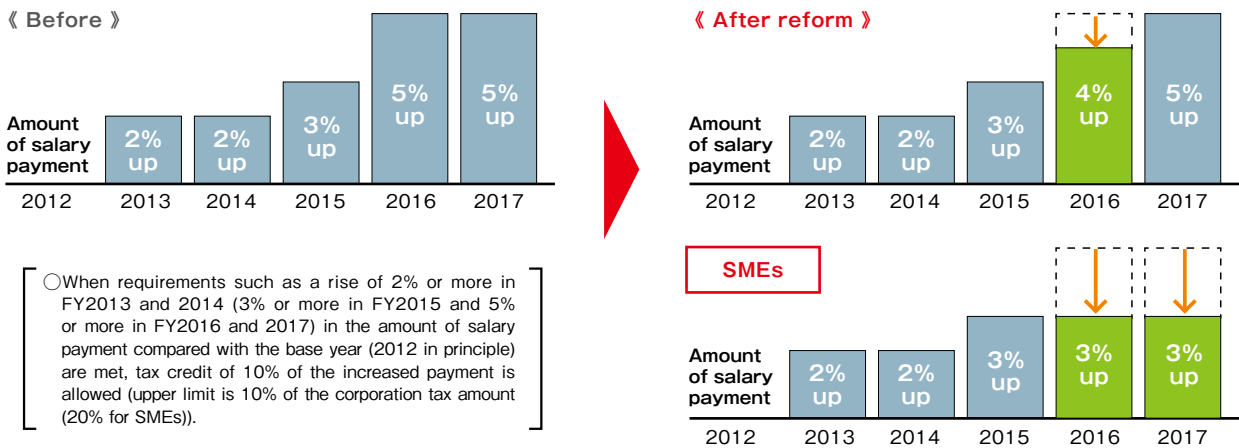 《 Before 》
Amount
of salary
payment
2%
up
2%
up
3%
up
5%
up
5%
up
2012 2013 2014 2015 2016 2017
○When requirements such as a rise of 2% or more in
FY2013 and 2014 (3% or more in FY2015 and 5%
or more in FY2016 and 2017) in the amount of salary
payment compared with the base year (2012 in principle)
are met, tax credit of 10% of the increased payment is
allowed (upper limit is 10% of the corporation tax amount
(20% for SMEs)).
《 After reform 》
Amount
of salary
payment
2%
up
2%
up
3%
up
4%
up
5%
up
2012 2013 2014 2015 2016 2017
SMEs
Amount
of salary
payment
2%
up
2%
up
3%
up
3%
up
3%
up
2012 2013 2014 2015 2016 2017